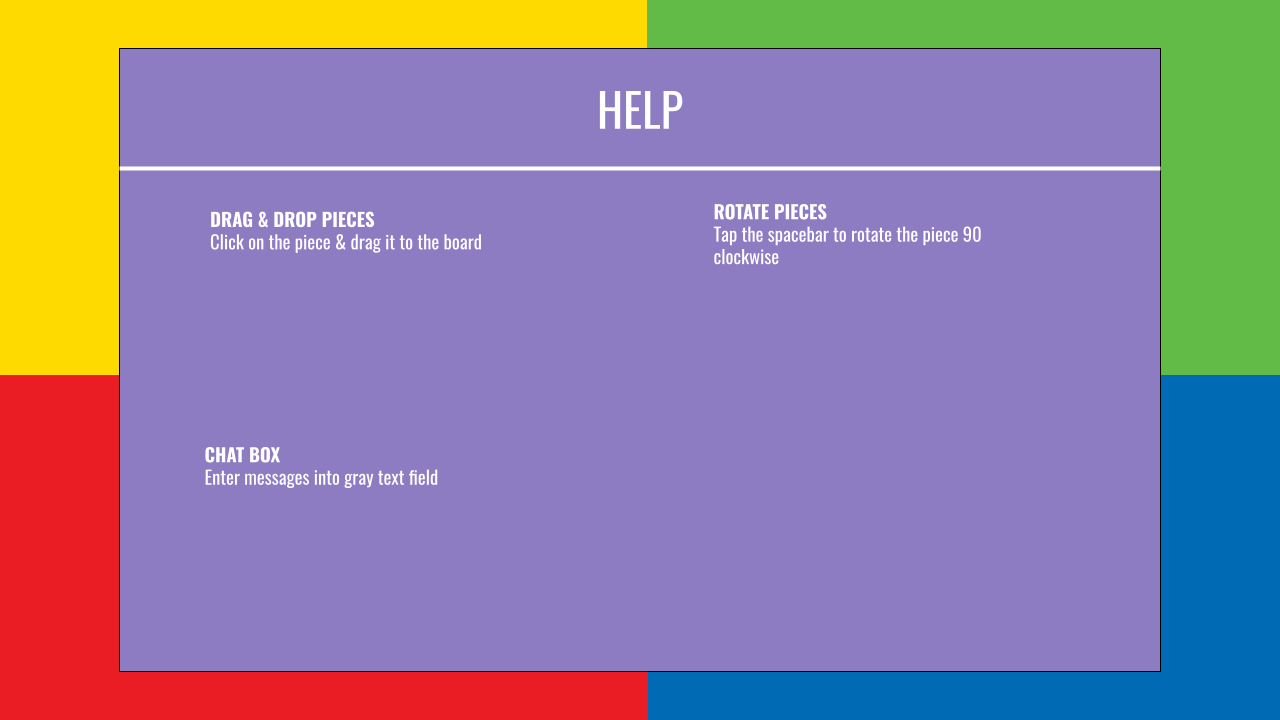 HELP
DRAG & DROP PIECES
Click on the piece & drag it to the board
ROTATE PIECES
Tap the spacebar to rotate the piece 90
clockwise
CHAT BOX
Enter messages into gray text field